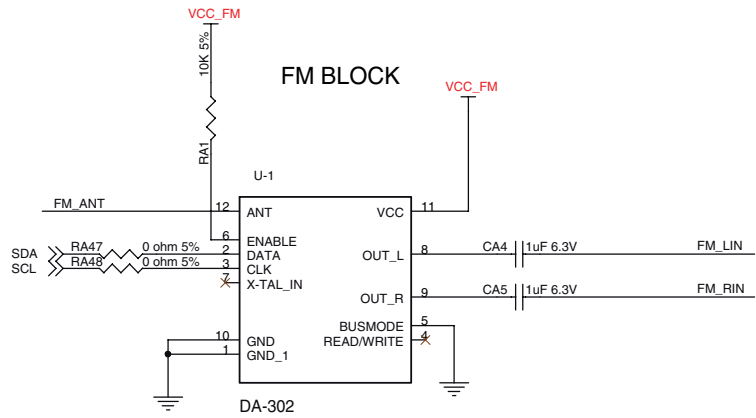 VCC_FM
10K 5%
FM BLOCK
VCC_FM
RA1
U-1
FM_ANT
12 ANT
VCC 11
6 ENABLE
SDA RA47 0 ohm 5% 2 DATA
OUT_L 8 CA4 1uF 6.3V FM_LIN
SCL RA48 0 ohm 5% 3 CLK
7 X-TAL_IN
OUT_R 9 CA5 1uF 6.3V FM_RIN
BUSMODE 5
10 GND
READ/WRITE 4
1 GND_1
DA-302